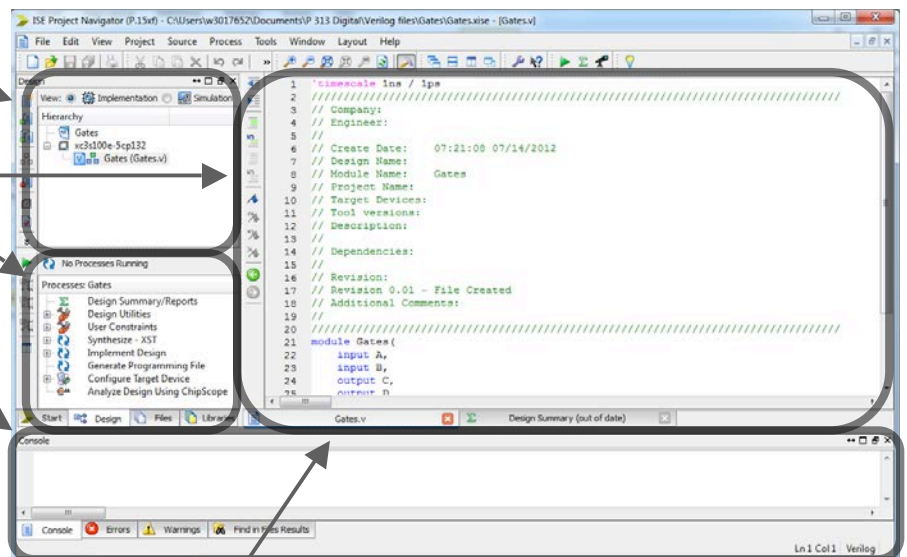 ISE Project Navigator (P.15xf) - C:\Users\w3017652\Documents\P 313 Digital\Verilog files\Gates\Gates.xise - [Gates.v]
File Edit View Project Source Process Tools Window Layout Help
Design
View: Implementation Simulation
Hierarchy
Gates
xc3s100e-5cp132
Gates (Gates.v)
No Processes Running
Processes: Gates
Design Summary/Reports
Design Utilities
User Constraints
Synthesize - XST
Implement Design
Generate Programming File
Configure Target Device
Analyze Design Using ChipScope
Start Design Files Libraries
1 `timescale 1ns / 1ps
2 //////////////////////////////////////////////////////////////////////////////////
3 // Company:
4 // Engineer:
5 //
6 // Create Date: 07:21:08 07/14/2012
7 // Design Name:
8 // Module Name: Gates
9 // Project Name:
10 // Target Devices:
11 // Tool versions:
12 // Description:
13 //
14 // Dependencies:
15 //
16 // Revision:
17 // Revision 0.01 - File Created
18 // Additional Comments:
19 //
20 //////////////////////////////////////////////////////////////////////////////////
21 module Gates(
22 input A,
23 input B,
24 output C,
25 output D
Gates.v Design Summary (out of date)
Console
Console Errors Warnings Find in Files Results
Ln 1 Col 1 Verilog